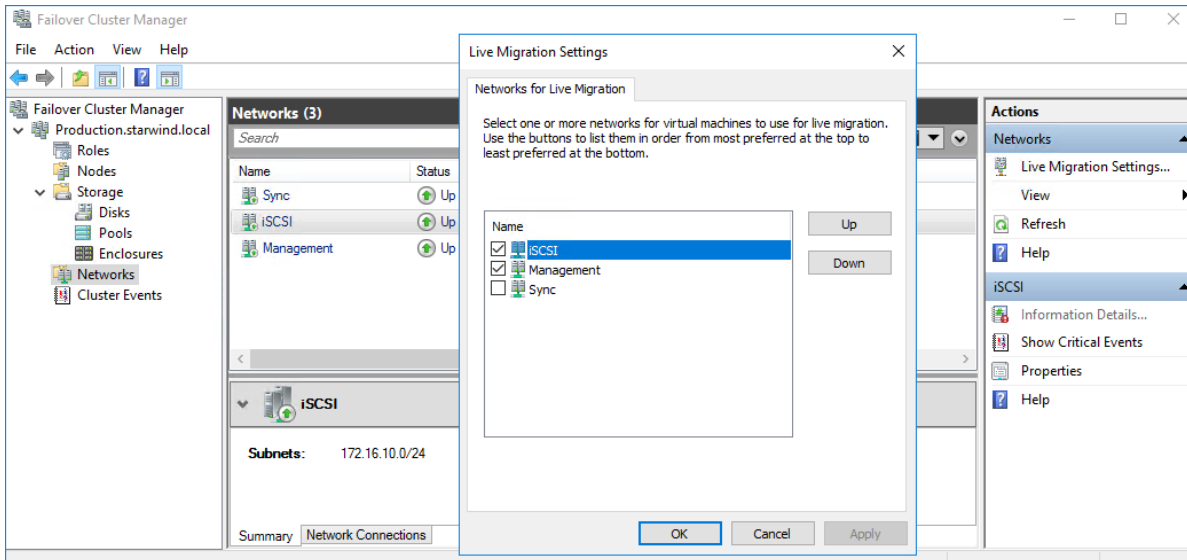 Failover Cluster Manager
File Action View Help
Failover Cluster Manager
Production.starwind.local
Roles
Nodes
Storage
Disks
Pools
Enclosures
Networks
Cluster Events
Networks (3)
Search
Name Status
Sync Up
iSCSI Up
Management Up
iSCSI
Subnets: 172.16.10.0/24
Summary Network Connections
Live Migration Settings
Networks for Live Migration
Select one or more networks for virtual machines to use for live migration.
Use the buttons to list them in order from most preferred at the top to
least preferred at the bottom.
Name
iSCSI
Management
Sync
Up
Down
OK Cancel Apply
Actions
Networks
Live Migration Settings...
View
Refresh
Help
iSCSI
Information Details...
Show Critical Events
Properties
Help